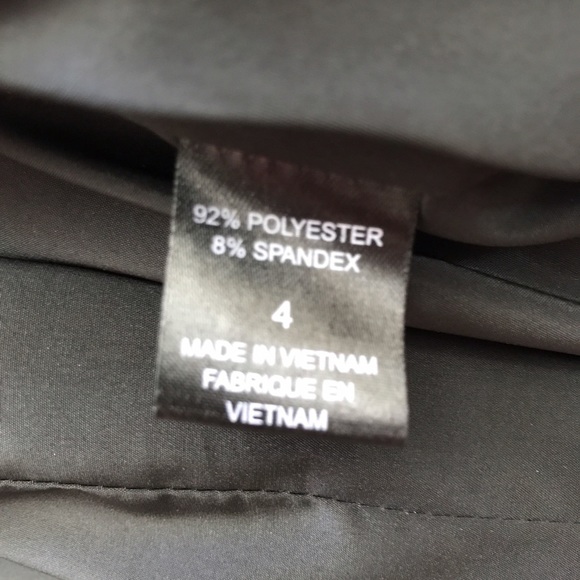 92% POLYESTER
8% SPANDEX
4
MADE IN VIETNAM
FABRIQUE EN
VIETNAM